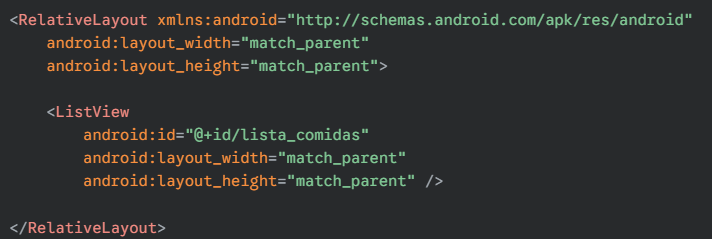 <RelativeLayout xmlns:android="http://schemas.android.com/apk/res/android"
    android:layout_width="match_parent"
    android:layout_height="match_parent">

    <ListView
        android:id="@+id/lista_comidas"
        android:layout_width="match_parent"
        android:layout_height="match_parent" />

</RelativeLayout>